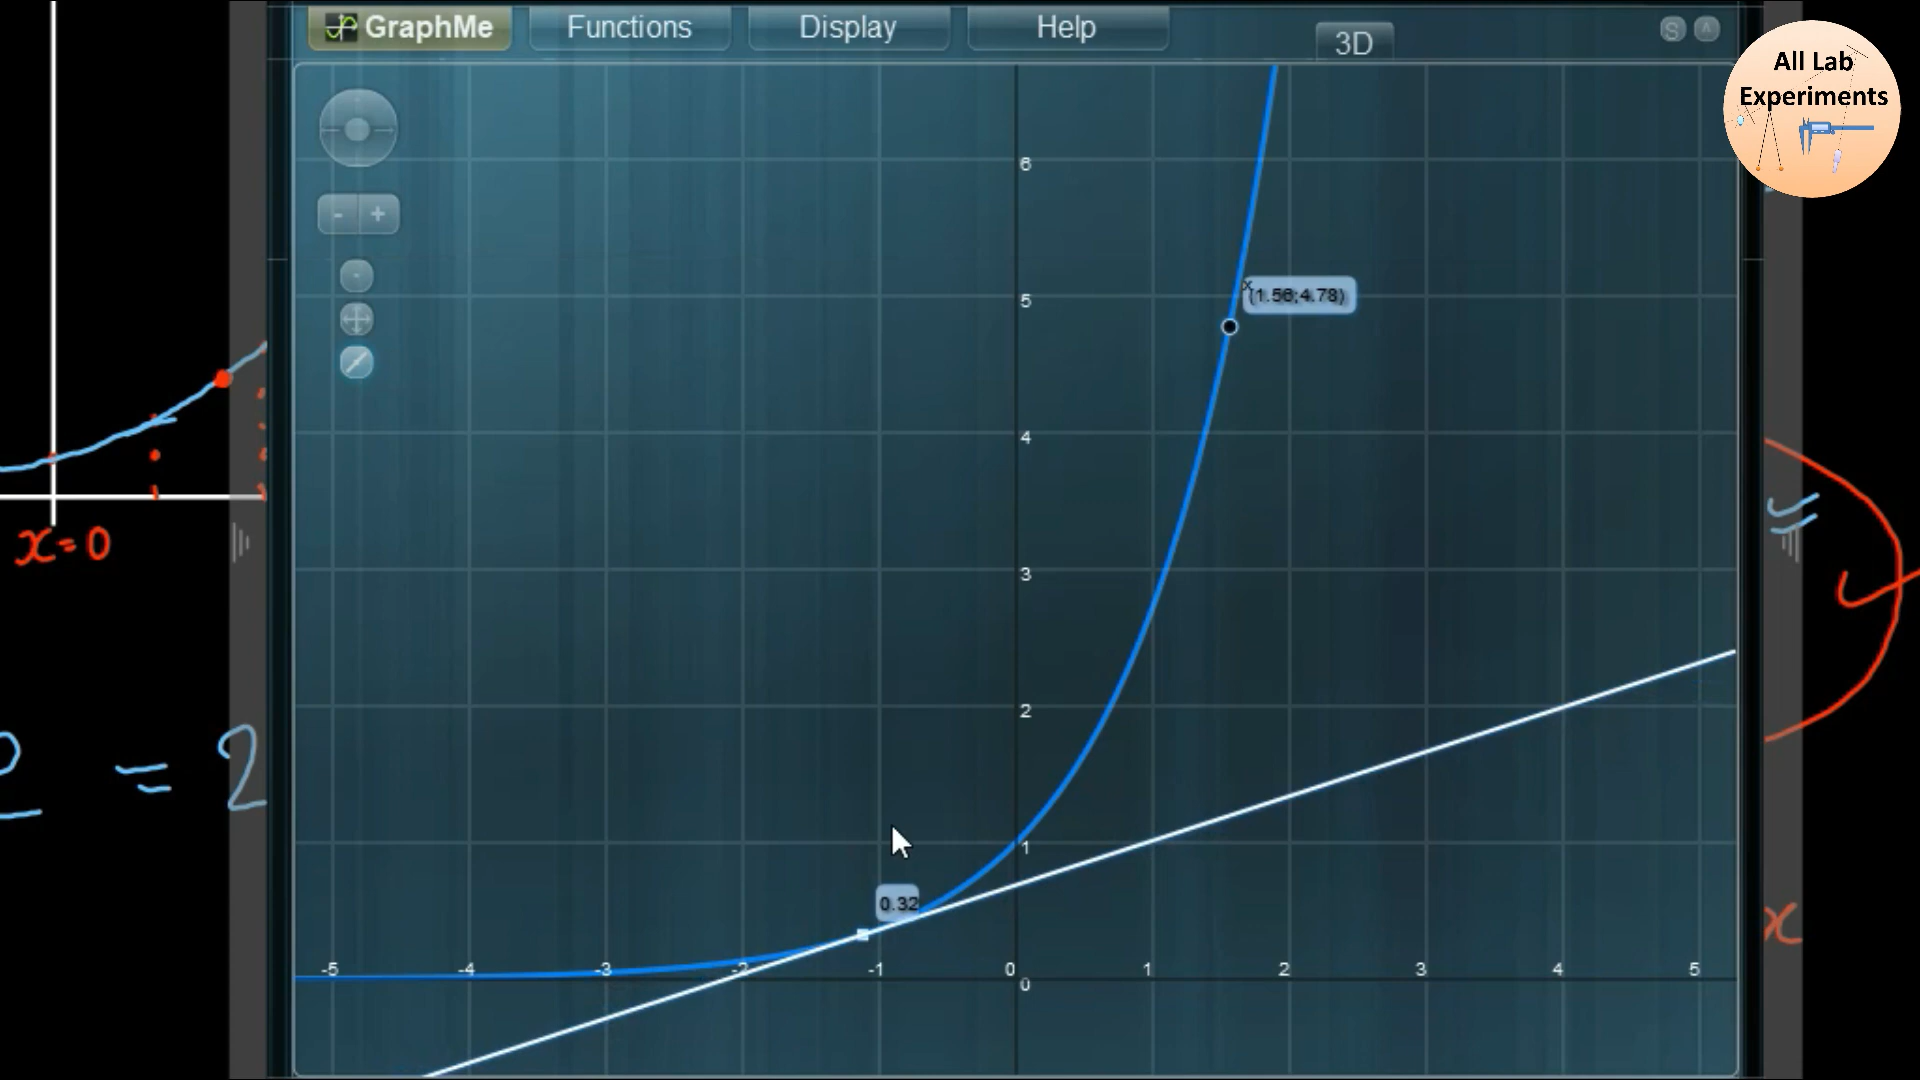 GraphMe Functions Display Help
3D
S A
All Lab
Experiments
6
5
(1.56;4.78)
x
4
3
2
1
0.32
-5 -4 -3 -2 -1 0 1 2 3 4 5
0
- +
x=0
= 2
x